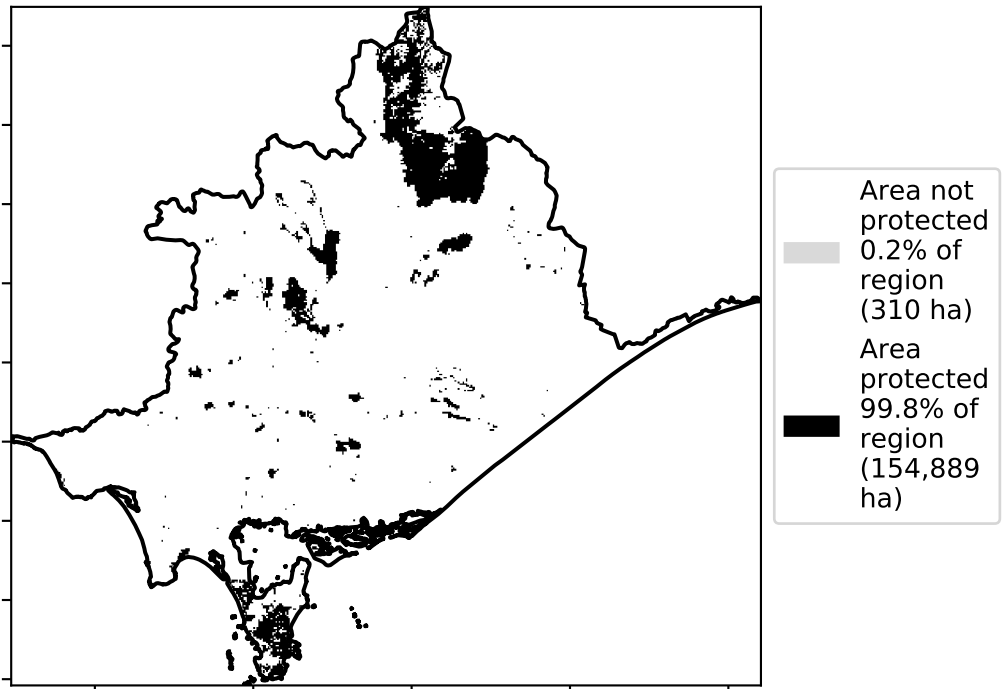 Area not
protected
0.2% of
region
(310 ha)
Area
protected
99.8% of
region
(154,889
ha)